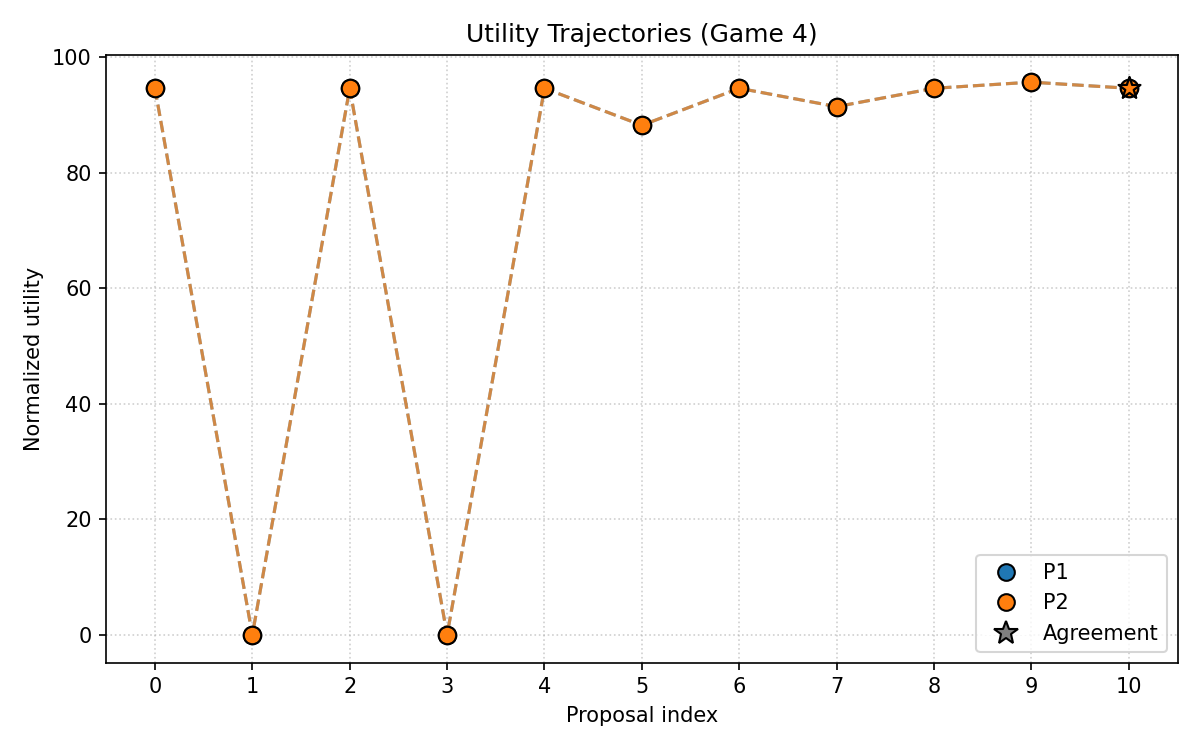 Utility Trajectories (Game 4)
Normalized utility
100
80
60
40
20
0
0 1 2 3 4 5 6 7 8 9 10
Proposal index
P1
P2
Agreement